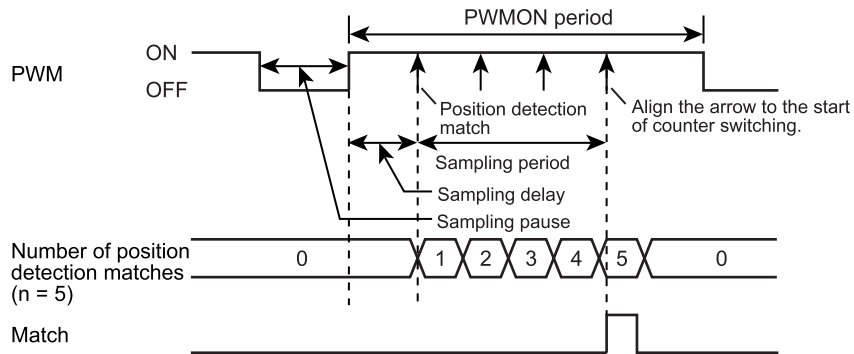 PWMON period
ON
PWM
OFF
Position detection
match
Align the arrow to the start
of counter switching.
Sampling period
Sampling delay
Sampling pause
Number of position
detection matches
(n = 5)
0 1 2 3 4 5 0
Match